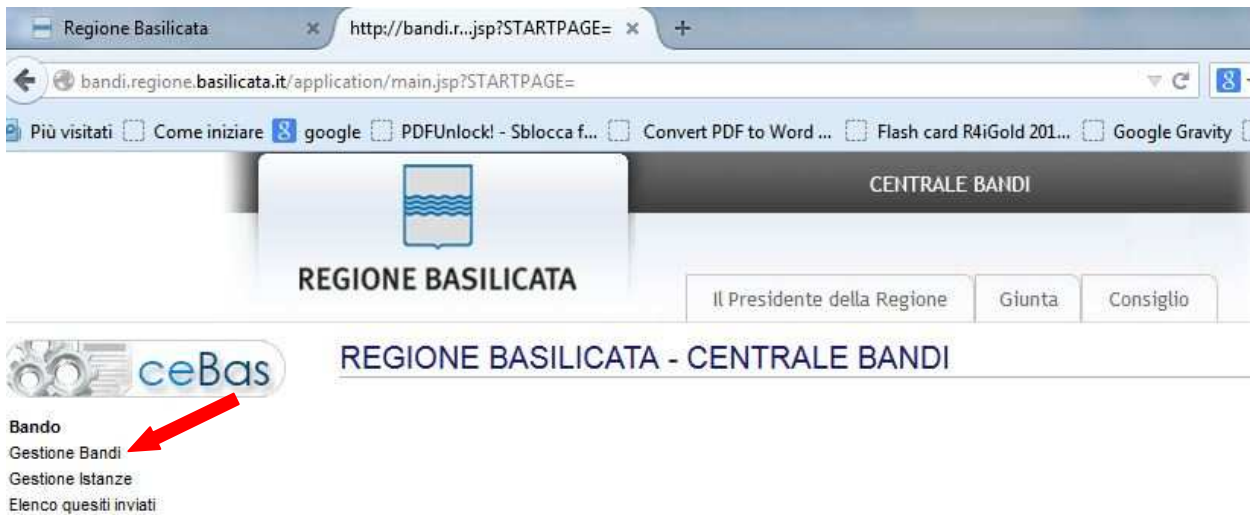 Regione Basilicata × http://bandi.r...jsp?STARTPAGE= × +
bandi.regione.basilicata.it/application/main.jsp?STARTPAGE=
Più visitati Come iniziare google PDFUnlock! - Sblocca f... Convert PDF to Word ... Flash card R4iGold 201... Google Gravity
CENTRALE BANDI
REGIONE BASILICATA
Il Presidente della Regione Giunta Consiglio
ceBas
REGIONE BASILICATA - CENTRALE BANDI
Bando
Gestione Bandi
Gestione Istanze
Elenco quesiti inviati